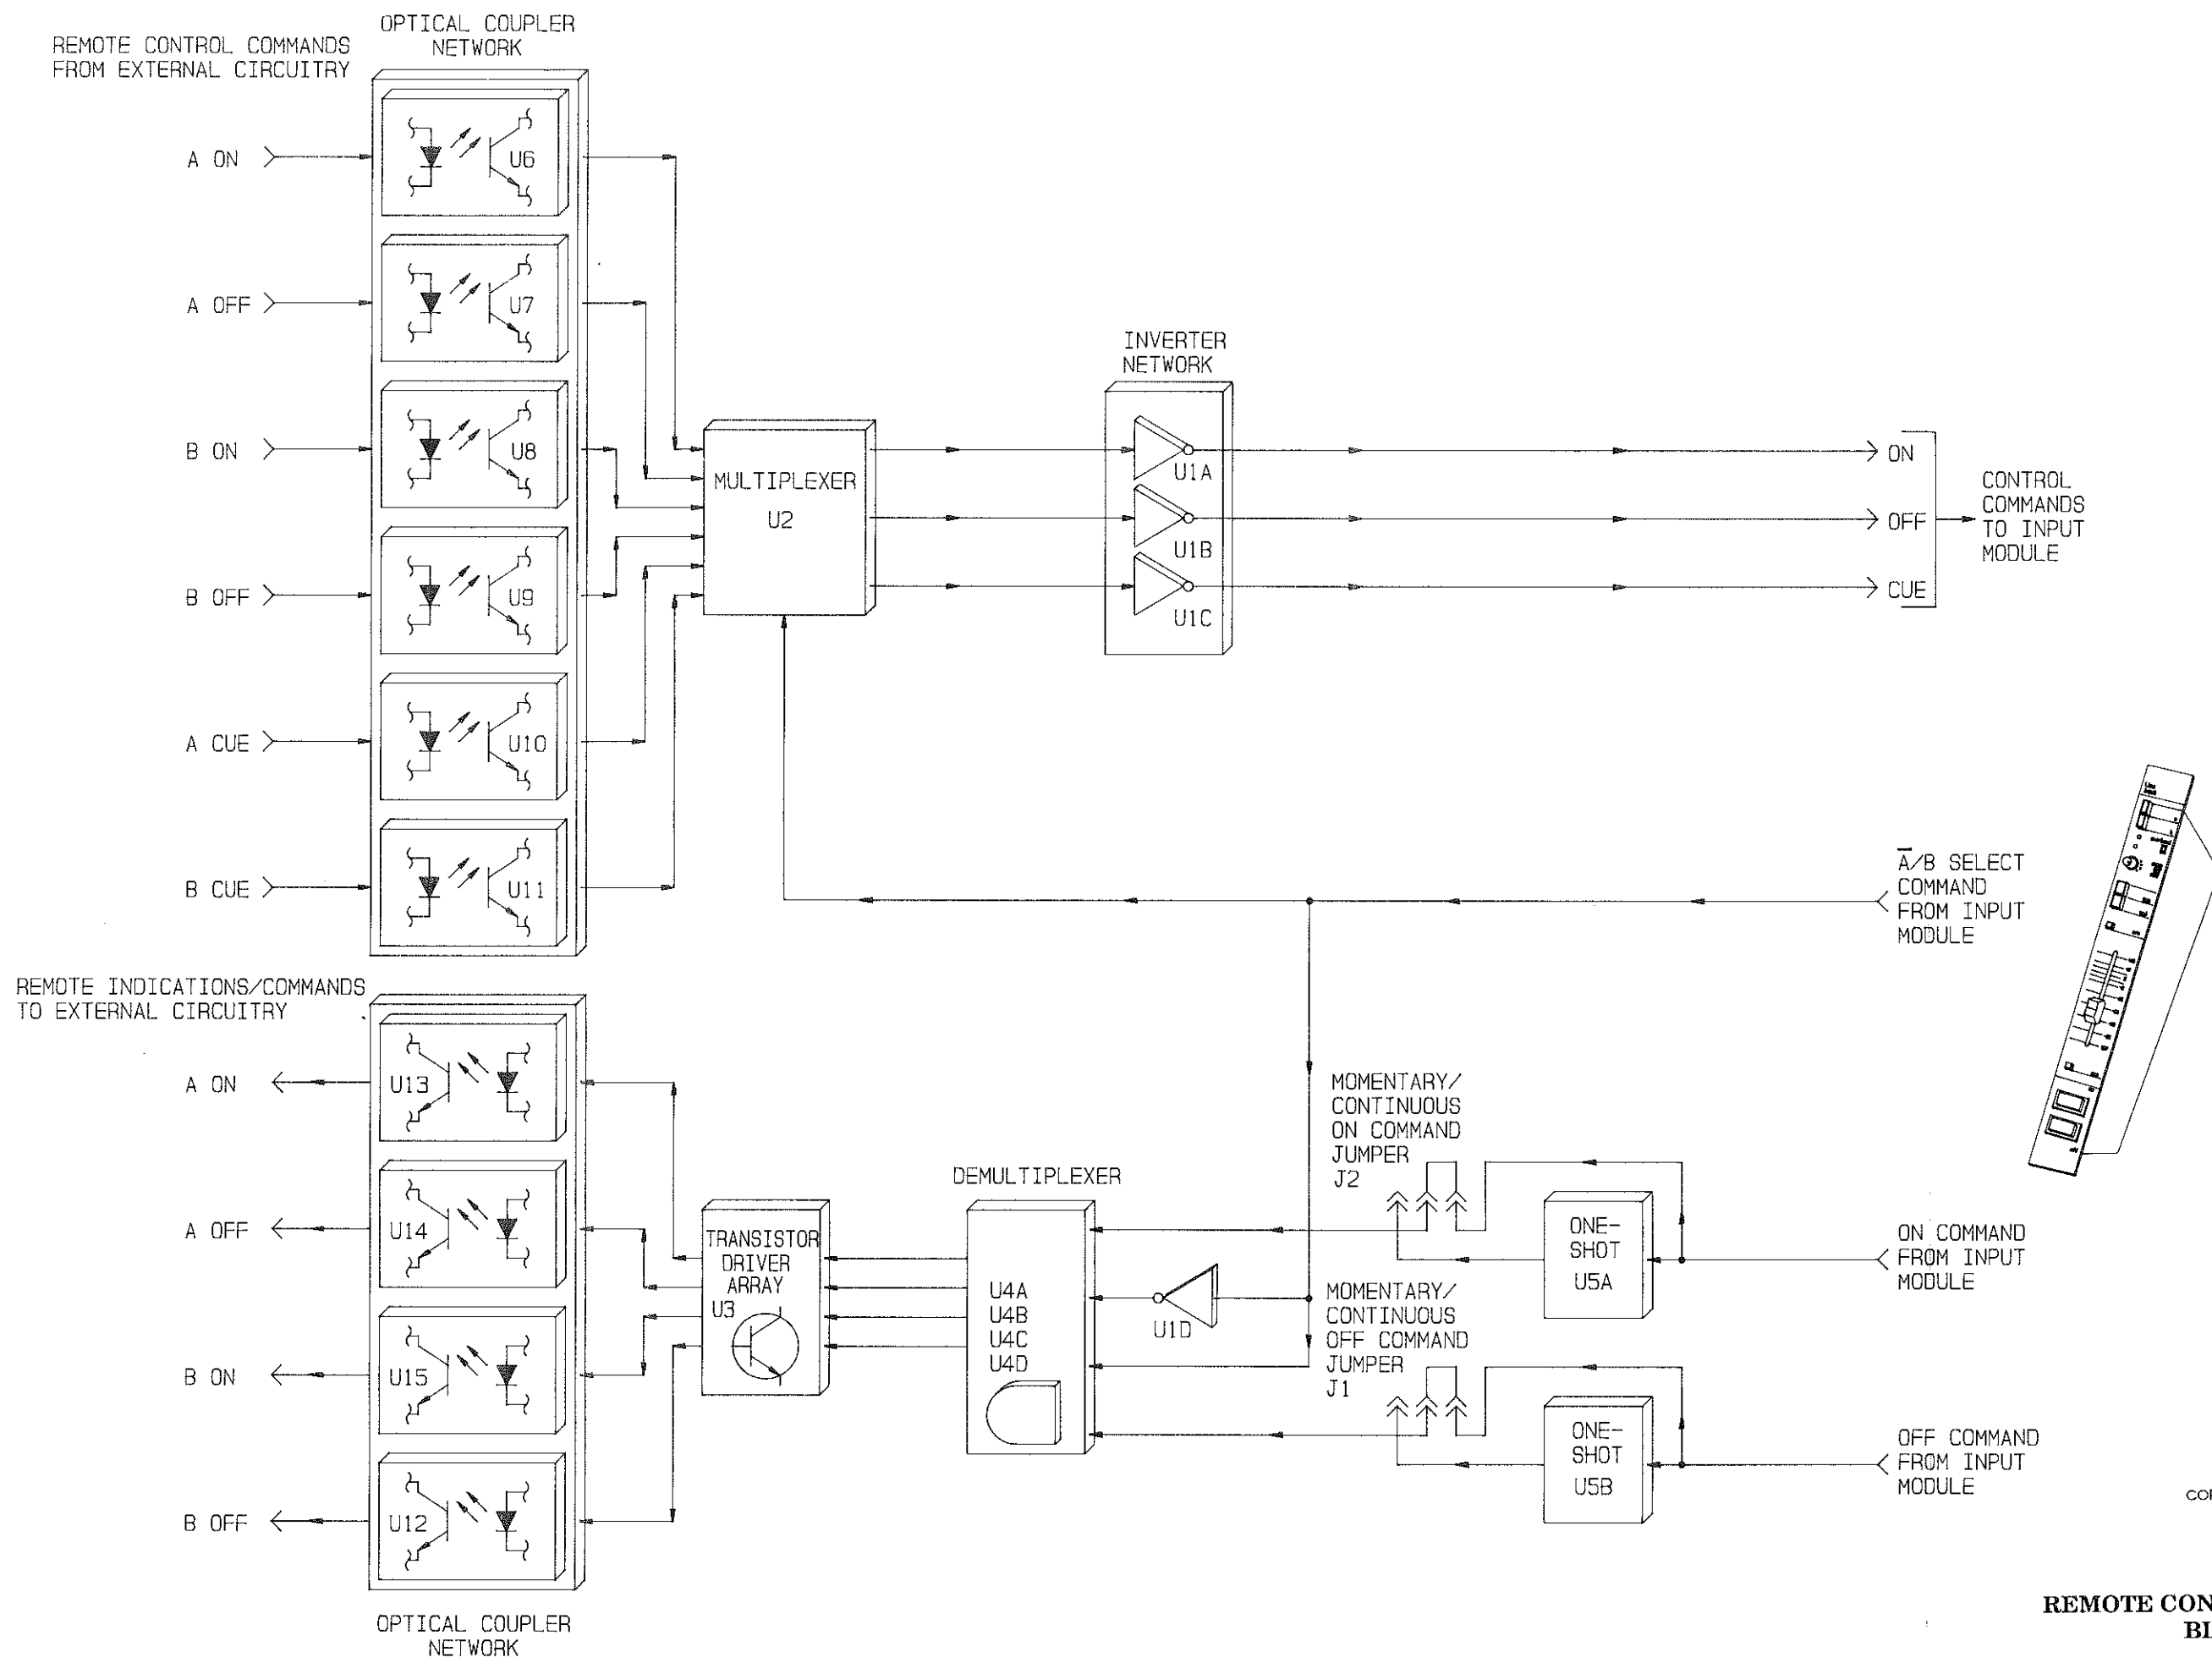 OPTICAL COUPLER
NETWORK
REMOTE CONTROL COMMANDS
FROM EXTERNAL CIRCUITRY
A ON
U6
A OFF
U7
B ON
U8
B OFF
U9
A CUE
U10
B CUE
U11
MULTIPLEXER
U2
INVERTER
NETWORK
U1A
U1B
U1C
ON
OFF
CUE
CONTROL
COMMANDS
TO INPUT
MODULE
A̅/B SELECT
COMMAND
FROM INPUT
MODULE
REMOTE INDICATIONS/COMMANDS
TO EXTERNAL CIRCUITRY
A ON
U13
A OFF
U14
B ON
U15
B OFF
U12
OPTICAL COUPLER
NETWORK
TRANSISTOR
DRIVER
ARRAY
U3
DEMULTIPLEXER
U4A
U4B
U4C
U4D
U1D
MOMENTARY/
CONTINUOUS
ON COMMAND
JUMPER
J2
MOMENTARY/
CONTINUOUS
OFF COMMAND
JUMPER
J1
ONE-
SHOT
U5A
ONE-
SHOT
U5B
ON COMMAND
FROM INPUT
MODULE
OFF COMMAND
FROM INPUT
MODULE
REMOTE CON